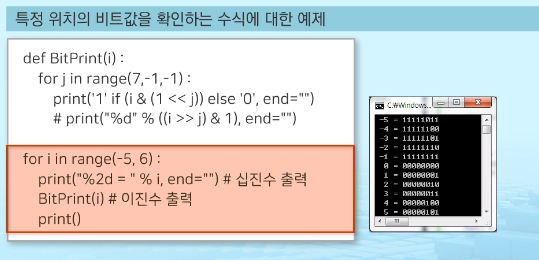 특정 위치의 비트값을 확인하는 수식에 대한 예제
def BitPrint(i) :
for j in range(7,-1,-1) :
print('1' if (i & (1 << j)) else '0', end="")
# print("%d" % ((i >> j) & 1), end="")
for i in range(-5, 6) :
print("%2d = " % i, end="") # 십진수 출력
BitPrint(i) # 이진수 출력
print()
C:₩Windows...
-5 = 11111011
-4 = 11111100
-3 = 11111101
-2 = 11111110
-1 = 11111111
0 = 00000000
1 = 00000001
2 = 00000010
3 = 00000011
4 = 00000100
5 = 00000101